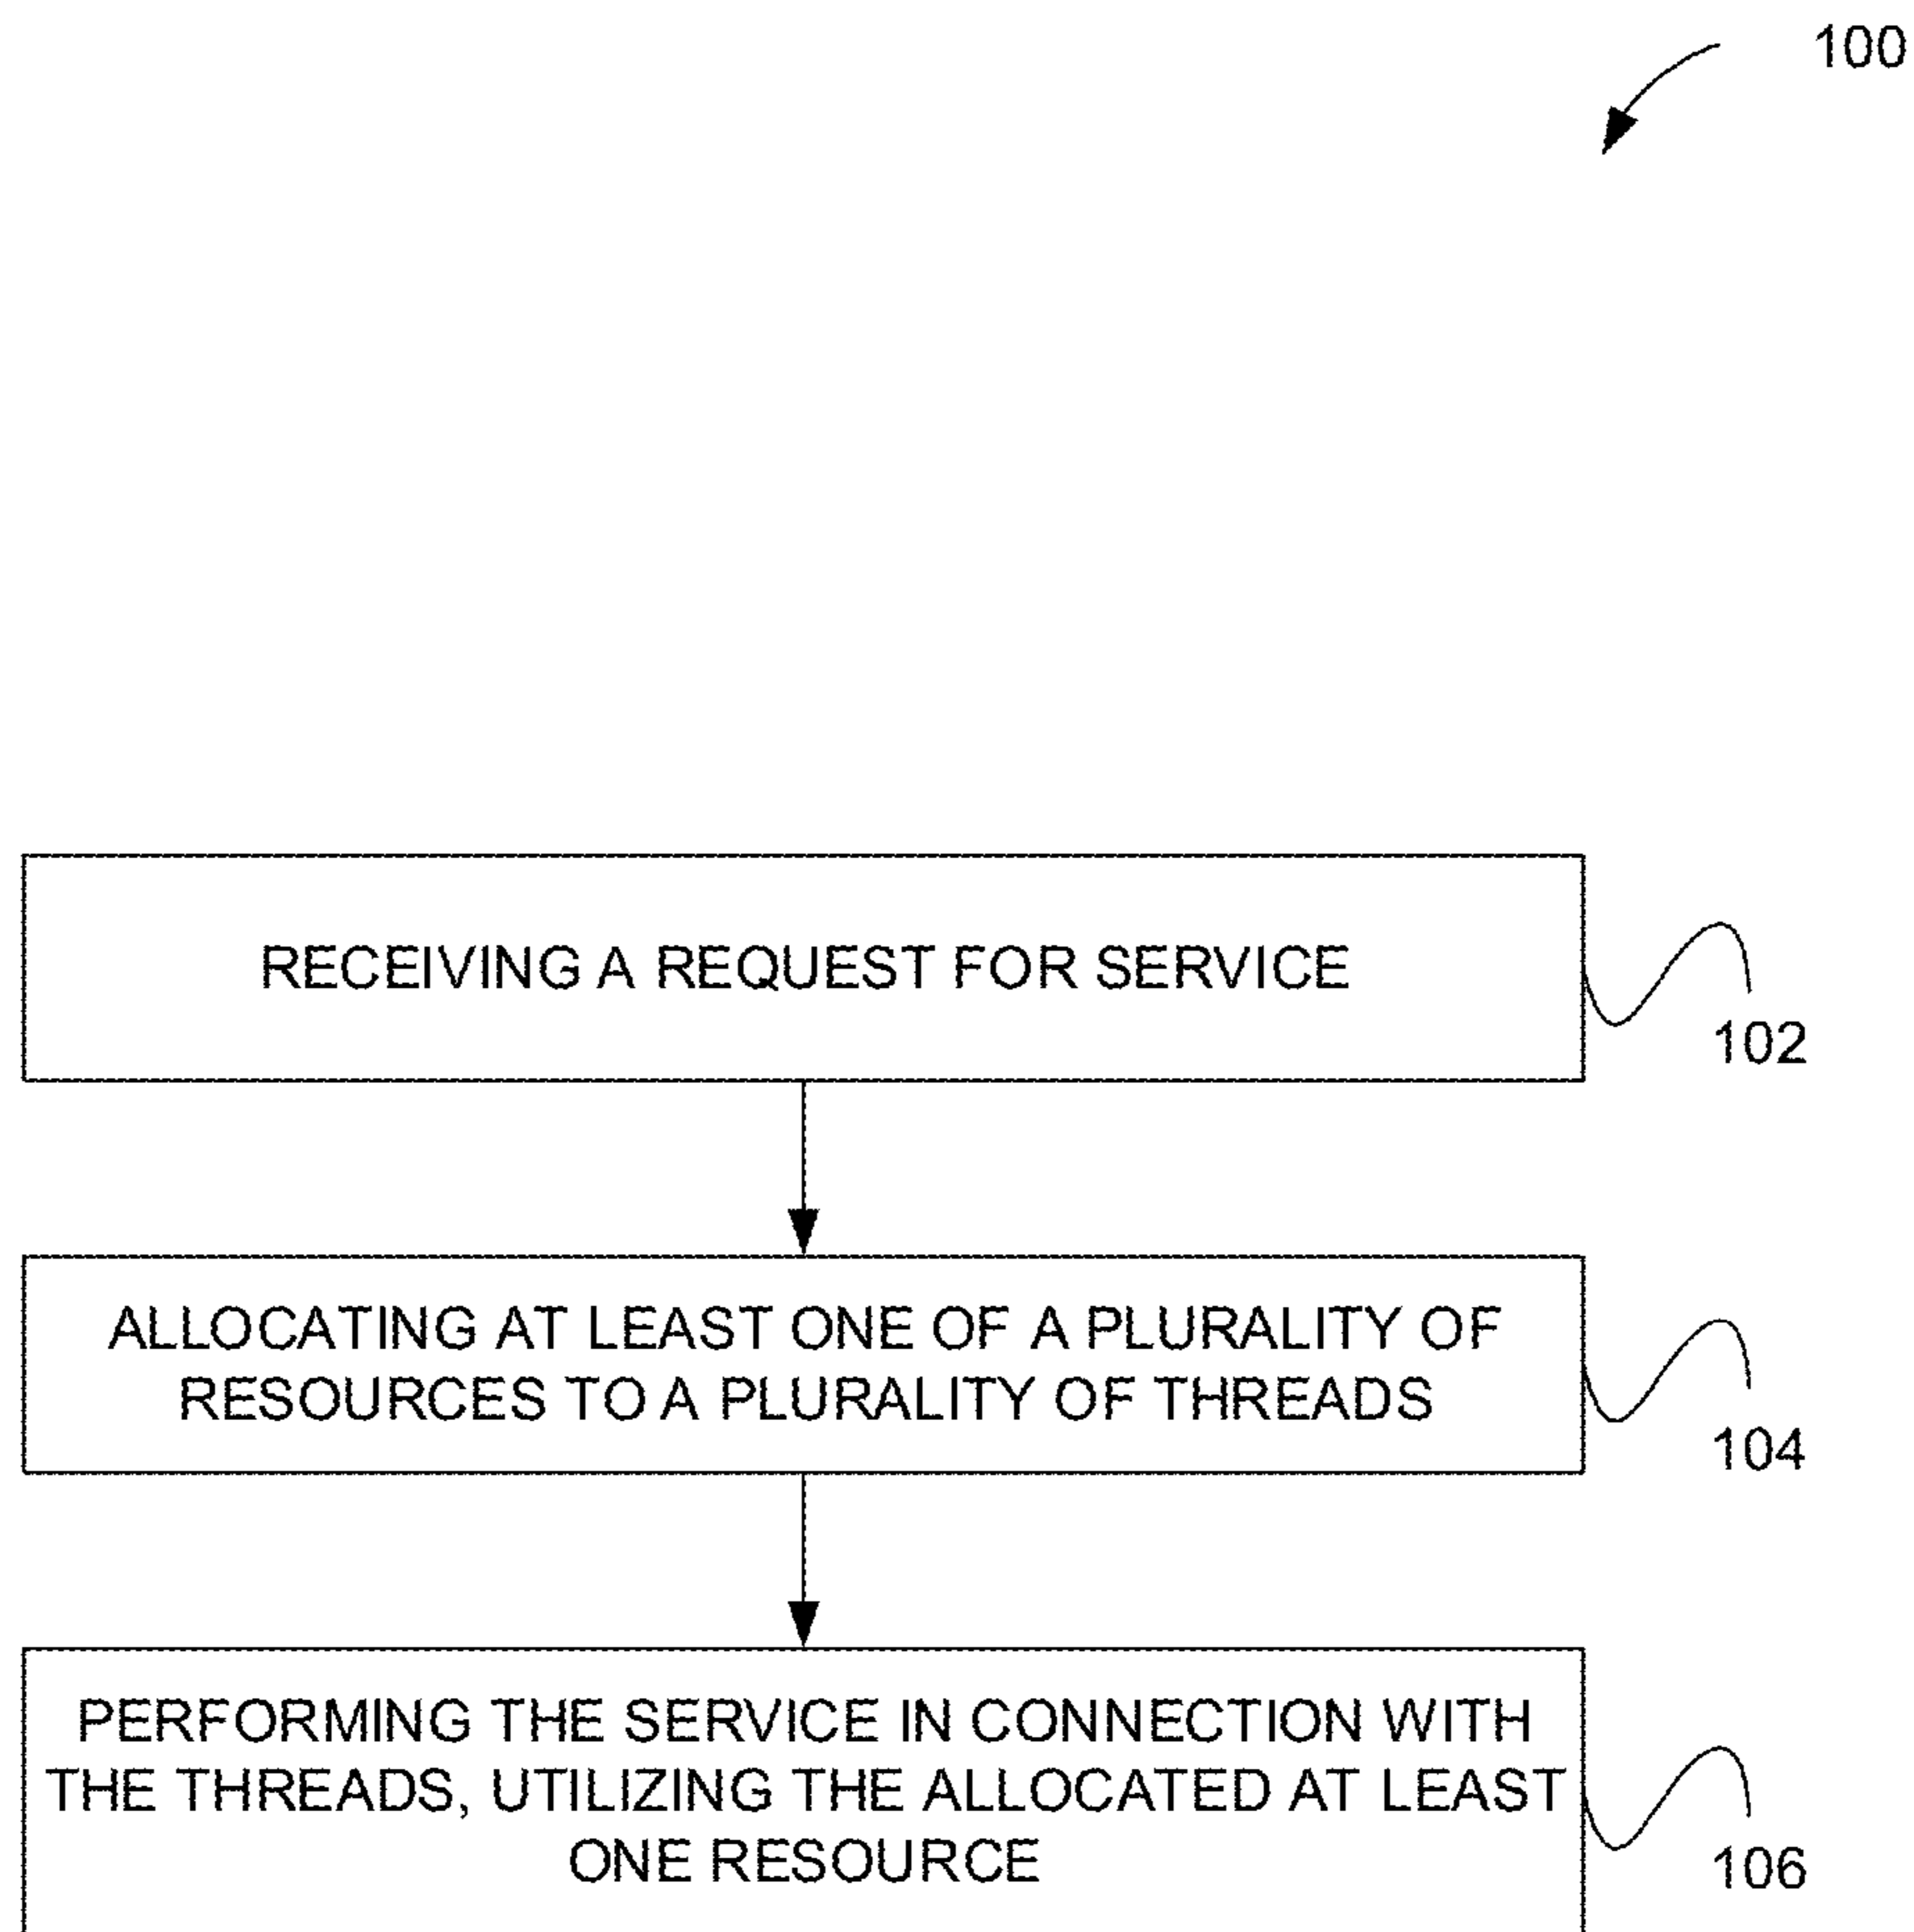 100
RECEIVING A REQUEST FOR SERVICE
102
ALLOCATING AT LEAST ONE OF A PLURALITY OF
RESOURCES TO A PLURALITY OF THREADS
104
PERFORMING THE SERVICE IN CONNECTION WITH
THE THREADS, UTILIZING THE ALLOCATED AT LEAST
ONE RESOURCE
106